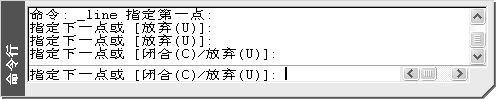 命令: _line 指定第一点:
指定下一点或 [放弃(U)]:
指定下一点或 [放弃(U)]:
指定下一点或 [闭合(C)/放弃(U)]:
指定下一点或 [闭合(C)/放弃(U)]:
命令行